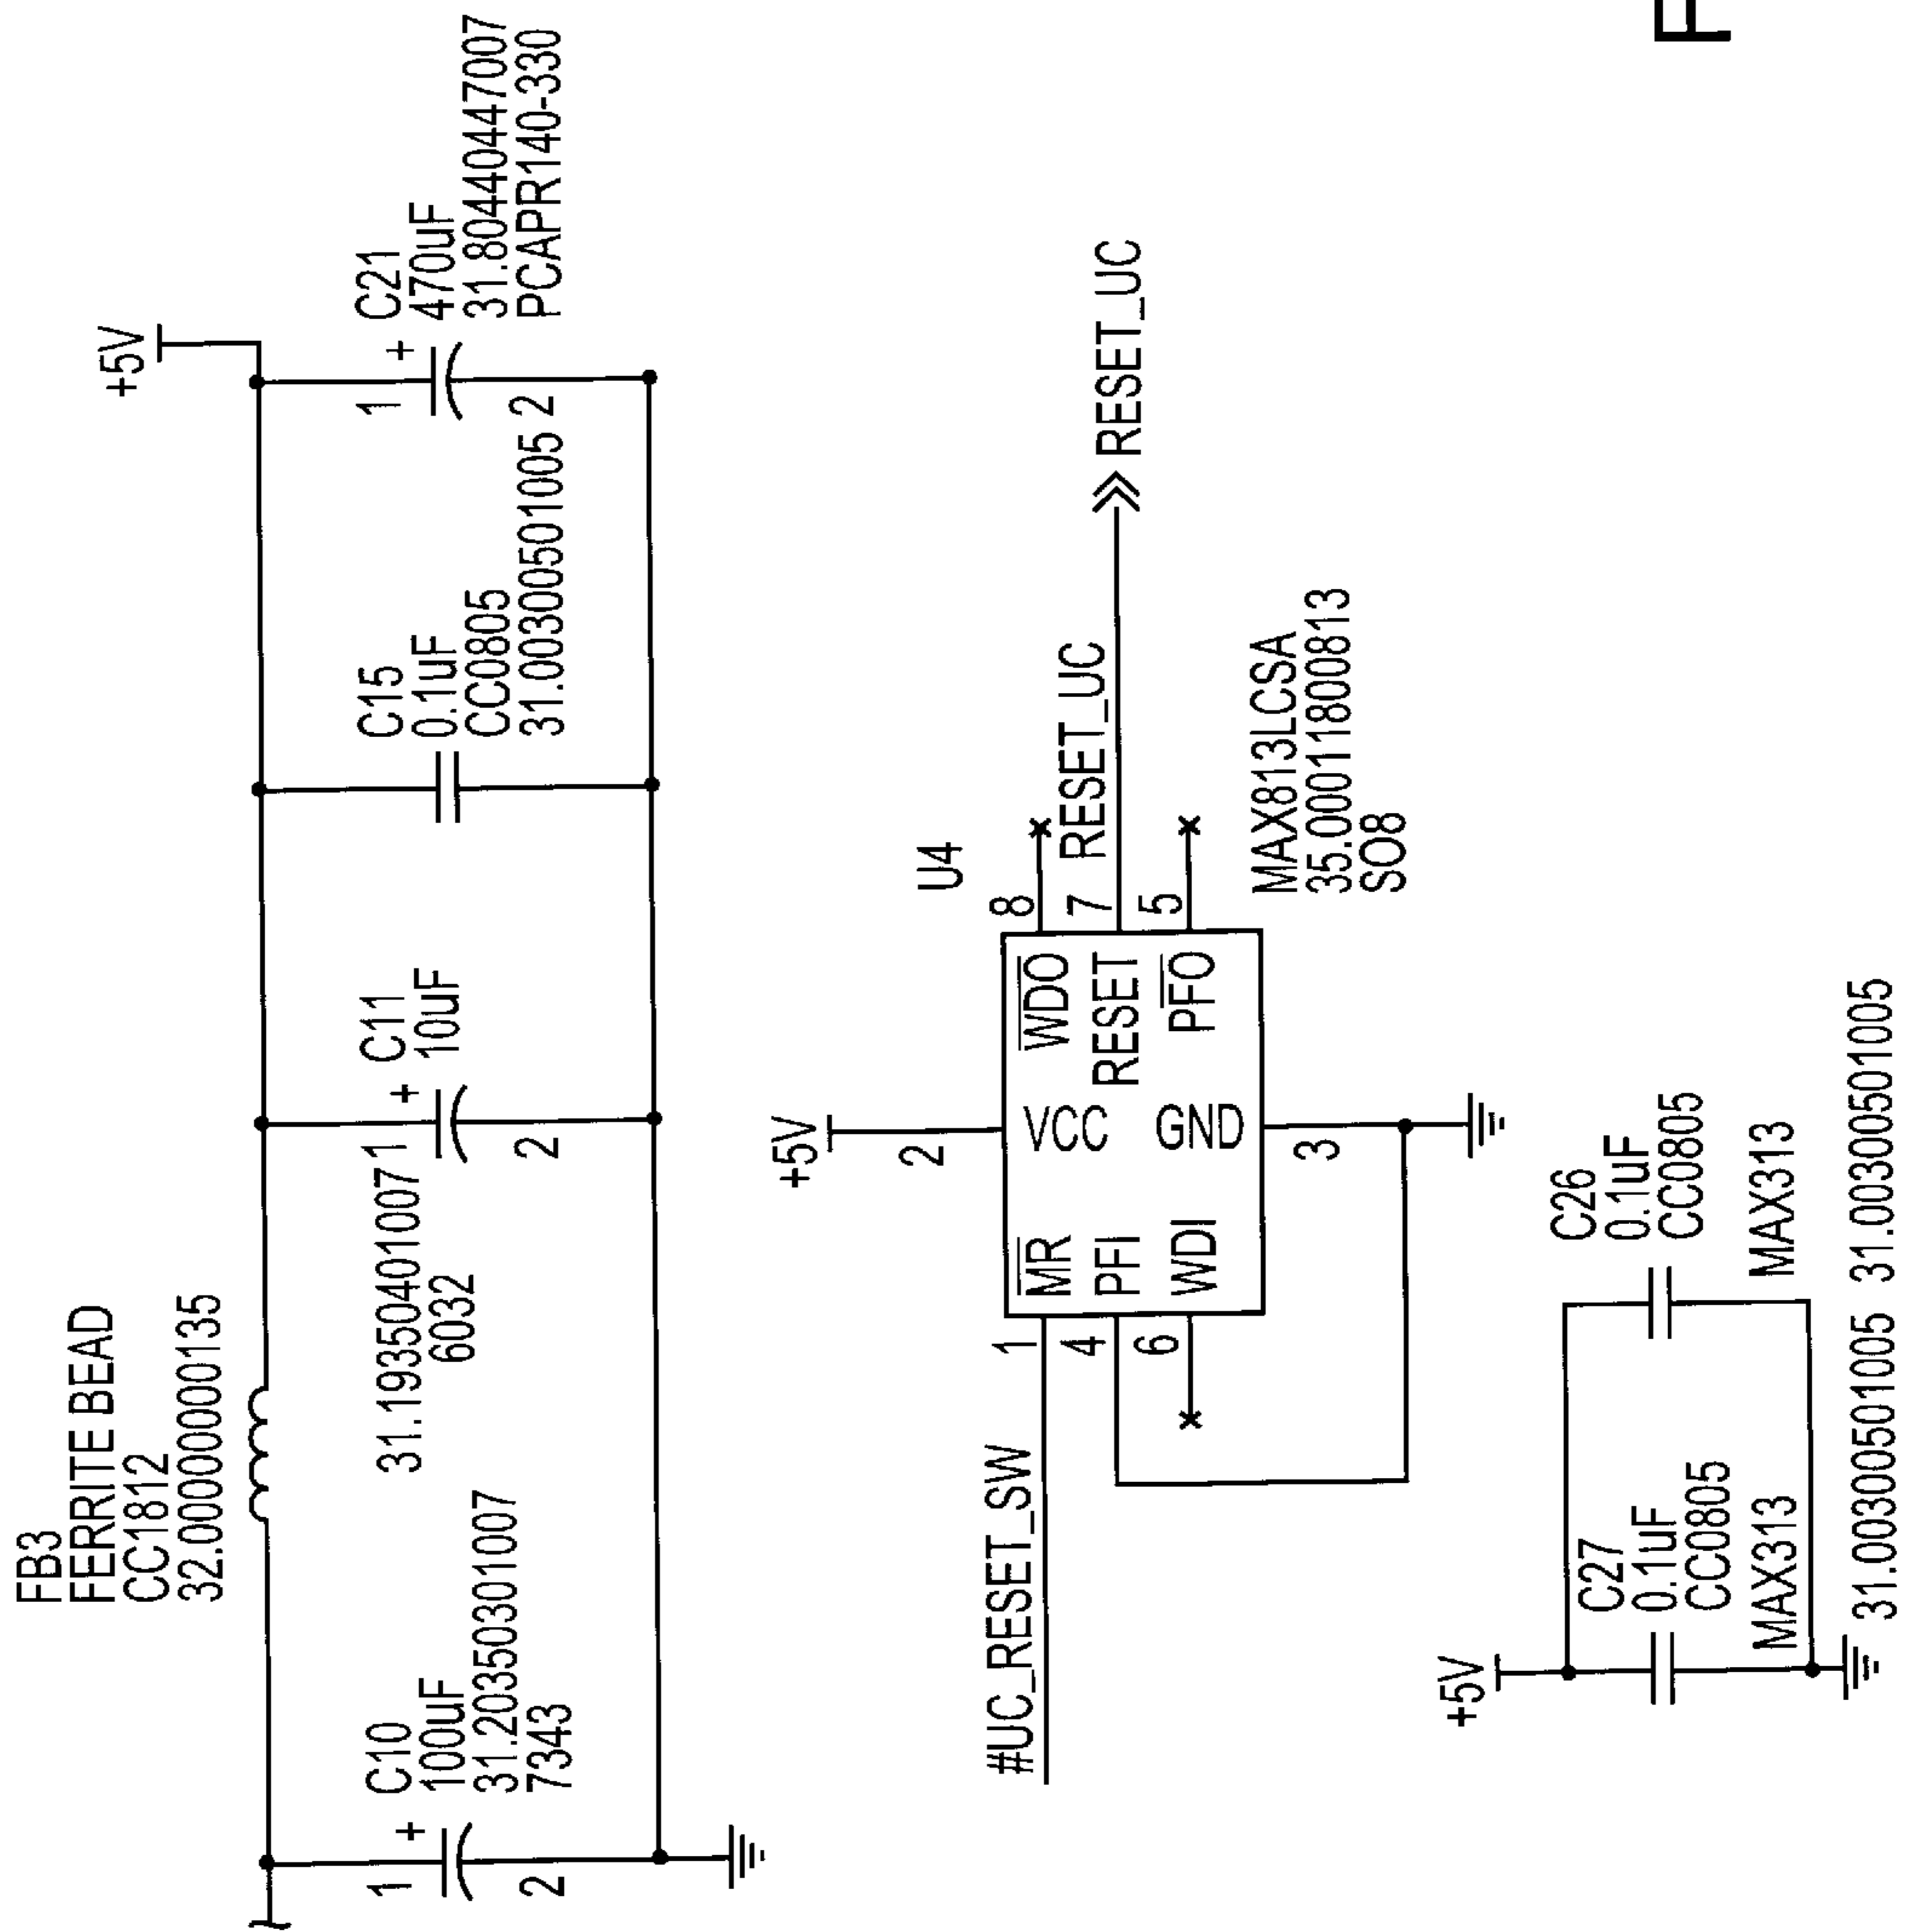 FB3
FERRITE BEAD
CC1812
32.0000000135
+5V
C10
100uF
31.20350301007
7343
1
+
2
31.19350401007
6032
C11
10uF
1
+
2
C15
0.1uF
CC0805
31.00300501005
C21
470uF
31.80440447007
PCAPR140-330
1
+
2
#UC_RESET_SW
+5V
2
U4
1
4
6
MR
PFI
WDI
VCC
GND
WDO
RESET
PFO
8
7
5
3
RESET_UC
RESET_UC
MAX813LCSA
35.00011800813
SO8
+5V
C27
0.1uF
CC0805
MAX313
31.00300501005
C26
0.1uF
CC0805
MAX313
31.0030501005